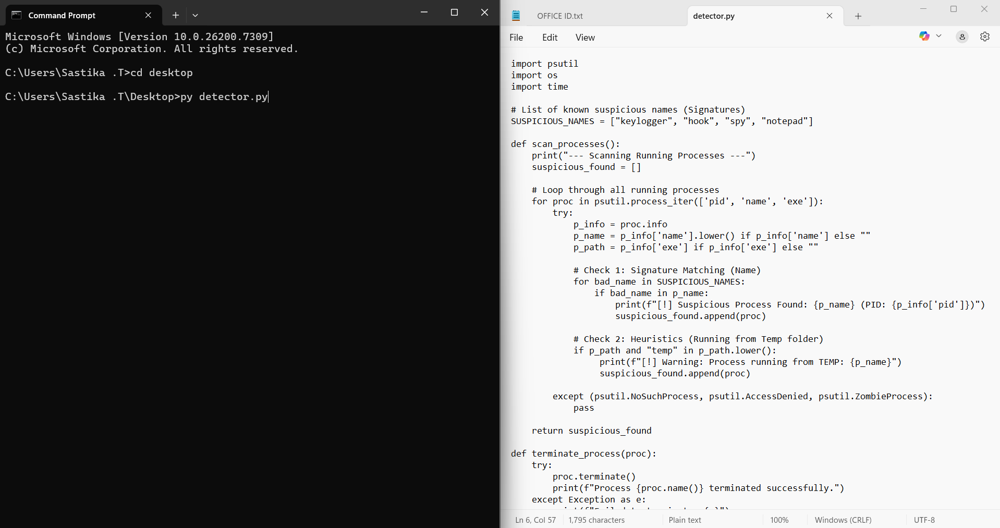 Command Prompt
Microsoft Windows [Version 10.0.26200.7309]
(c) Microsoft Corporation. All rights reserved.
C:\Users\Sastika .T>cd desktop
C:\Users\Sastika .T\Desktop>py detector.py
OFFICE ID.txt
detector.py
File Edit View
import psutil
import os
import time
# List of known suspicious names (Signatures)
SUSPICIOUS_NAMES = ["keylogger", "hook", "spy", "notepad"]
def scan_processes():
    print("--- Scanning Running Processes ---")
    suspicious_found = []
    # Loop through all running processes
    for proc in psutil.process_iter(['pid', 'name', 'exe']):
        try:
            p_info = proc.info
            p_name = p_info['name'].lower() if p_info['name'] else ""
            p_path = p_info['exe'] if p_info['exe'] else ""
            # Check 1: Signature Matching (Name)
            for bad_name in SUSPICIOUS_NAMES:
                if bad_name in p_name:
                    print(f"[!] Suspicious Process Found: {p_name} (PID: {p_info['pid']})")
                    suspicious_found.append(proc)
            # Check 2: Heuristics (Running from Temp folder)
            if p_path and "temp" in p_path.lower():
                 print(f"[!] Warning: Process running from TEMP: {p_name}")
                 suspicious_found.append(proc)
        except (psutil.NoSuchProcess, psutil.AccessDenied, psutil.ZombieProcess):
            pass
    return suspicious_found
def terminate_process(proc):
    try:
        proc.terminate()
        print(f"Process {proc.name()} terminated successfully.")
    except Exception as e:
Ln 6, Col 57 1,795 characters Plain text 100% Windows (CRLF) UTF-8